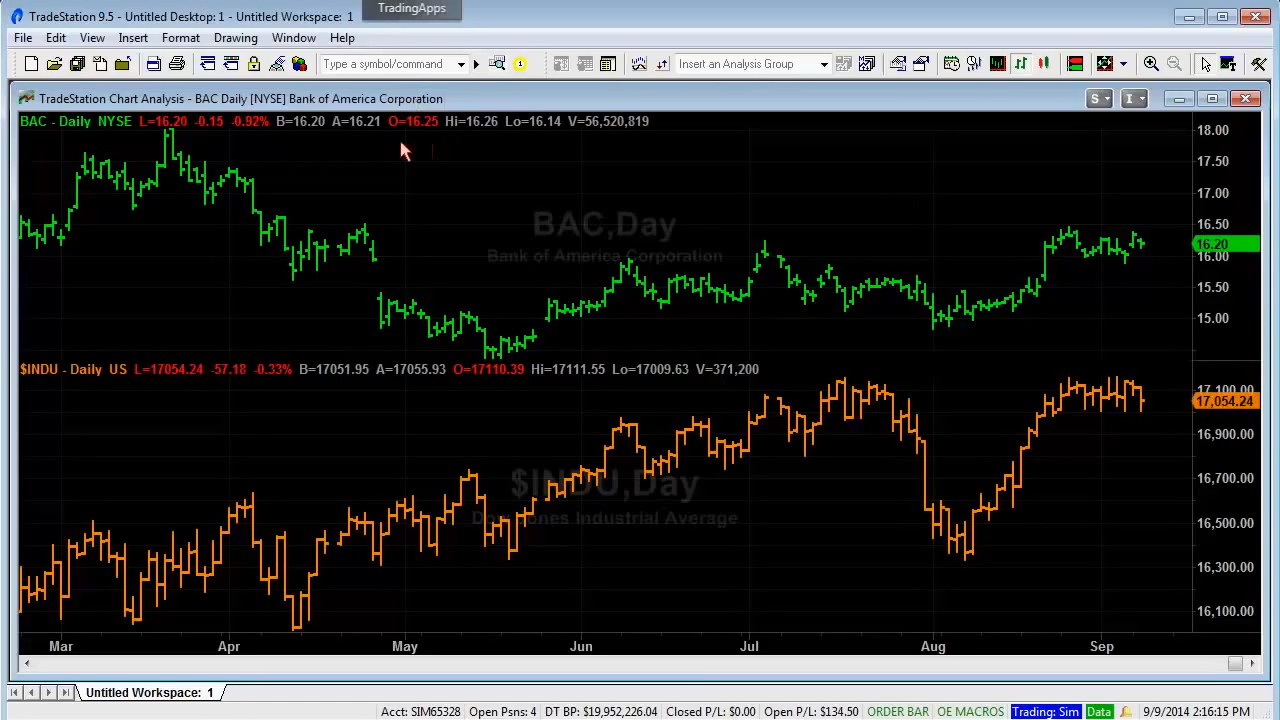 TradingApps
TradeStation 9.5 - Untitled Desktop: 1 - Untitled Workspace: 1
File Edit View Insert Format Drawing Window Help
Type a symbol/command
Insert an Analysis Group
TradeStation Chart Analysis - BAC Daily [NYSE] Bank of America Corporation
S I
BAC - Daily NYSE L=16.20 -0.15 -0.92% B=16.20 A=16.21 O=16.25 Hi=16.26 Lo=16.14 V=56,520,819
18.00
17.50
17.00
16.50
16.20
16.00
15.50
15.00
BAC,Day
Bank of America Corporation
$INDU - Daily US L=17054.24 -57.18 -0.33% B=17051.95 A=17055.93 O=17110.39 Hi=17111.55 Lo=17009.63 V=371,200
17,100.00
17,054.24
16,900.00
16,700.00
16,500.00
16,300.00
16,100.00
$INDU,Day
Dow Jones Industrial Average
Mar Apr May Jun Jul Aug Sep
Untitled Workspace: 1
Acct: SIM65328 Open Psns: 4 DT BP: $19,952,226.04 Closed P/L: $0.00 Open P/L: $134.50 ORDER BAR OE MACROS Trading: Sim Data 9/9/2014 2:16:15 PM